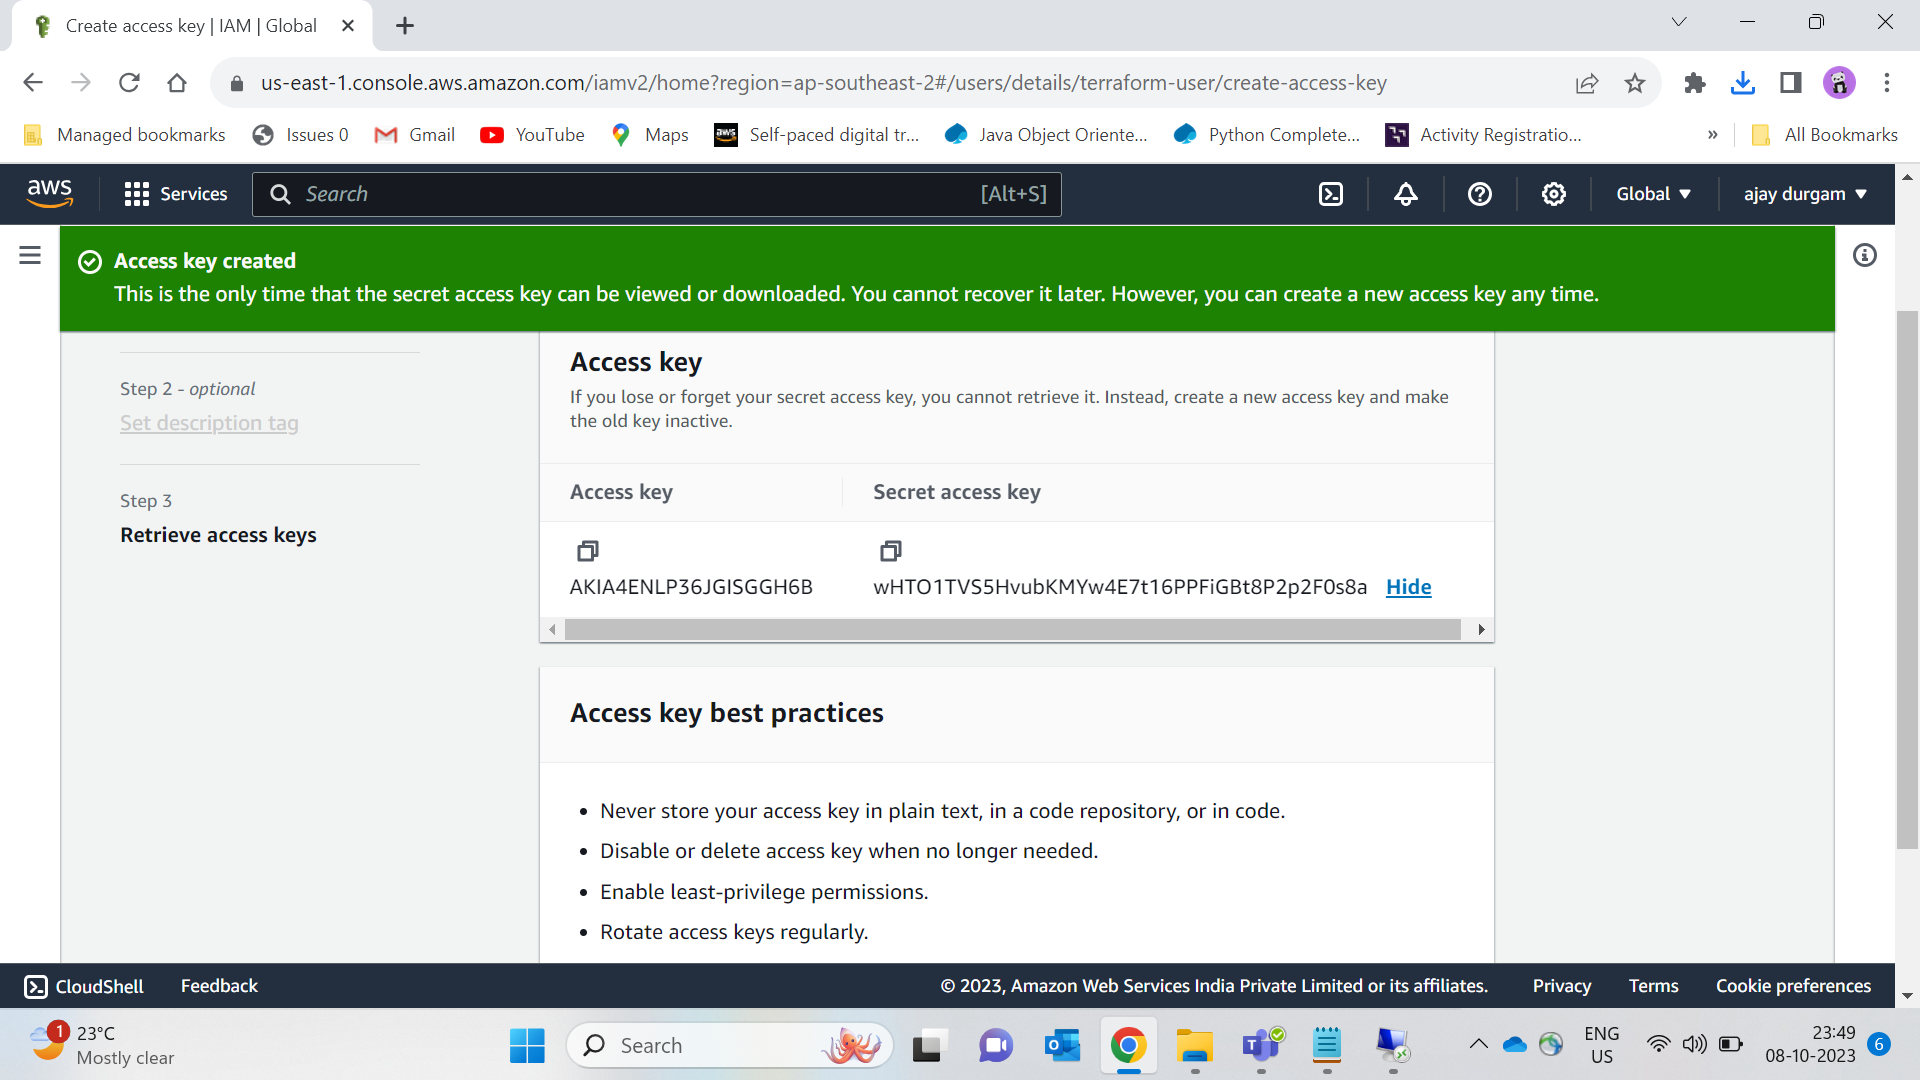 Create access key | IAM | Global
us-east-1.console.aws.amazon.com/iamv2/home?region=ap-southeast-2#/users/details/terraform-user/create-access-key
Managed bookmarks Issues 0 Gmail YouTube Maps aws Self-paced digital tr... Java Object Oriente... Python Complete... Activity Registratio... » All Bookmarks
aws Services Search [Alt+S] Global ajay durgam
Access key created
This is the only time that the secret access key can be viewed or downloaded. You cannot recover it later. However, you can create a new access key any time.
Step 2 - optional
Set description tag
Step 3
Retrieve access keys
Access key
If you lose or forget your secret access key, you cannot retrieve it. Instead, create a new access key and make
the old key inactive.
Access key Secret access key
[access key redacted] [secret access key redacted] Hide
Access key best practices
• Never store your access key in plain text, in a code repository, or in code.
• Disable or delete access key when no longer needed.
• Enable least-privilege permissions.
• Rotate access keys regularly.
CloudShell Feedback © 2023, Amazon Web Services India Private Limited or its affiliates. Privacy Terms Cookie preferences
1 23°C
Mostly clear
Search
ENG
US
23:49
08-10-2023
6